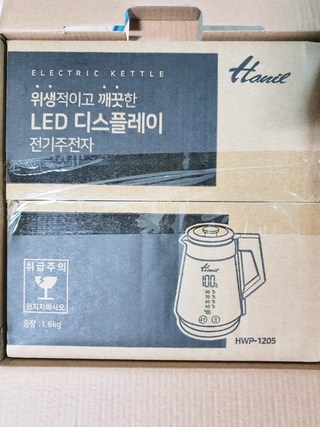 ELECTRIC KETTLE
Hanil
위생적이고 깨끗한
LED 디스플레이
전기주전자
취급주의
던지지마시오
중량 : 1.6kg
Hanil
100
HWP-1205